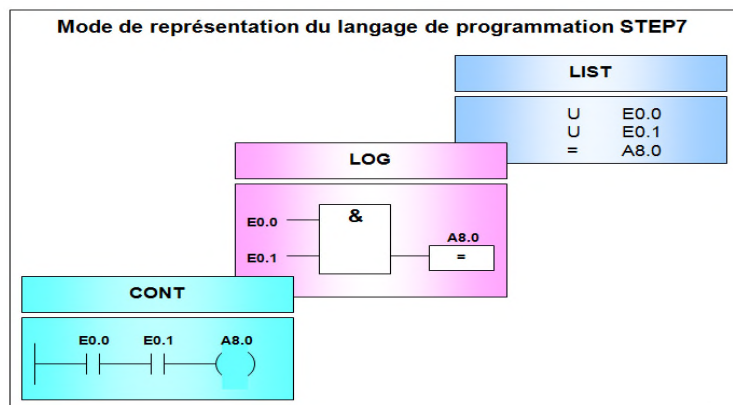 Mode de représentation du langage de programmation STEP7
LIST
U E0.0
U E0.1
= A8.0
LOG
&
E0.0
A8.0
E0.1
=
CONT
E0.0 E0.1 A8.0